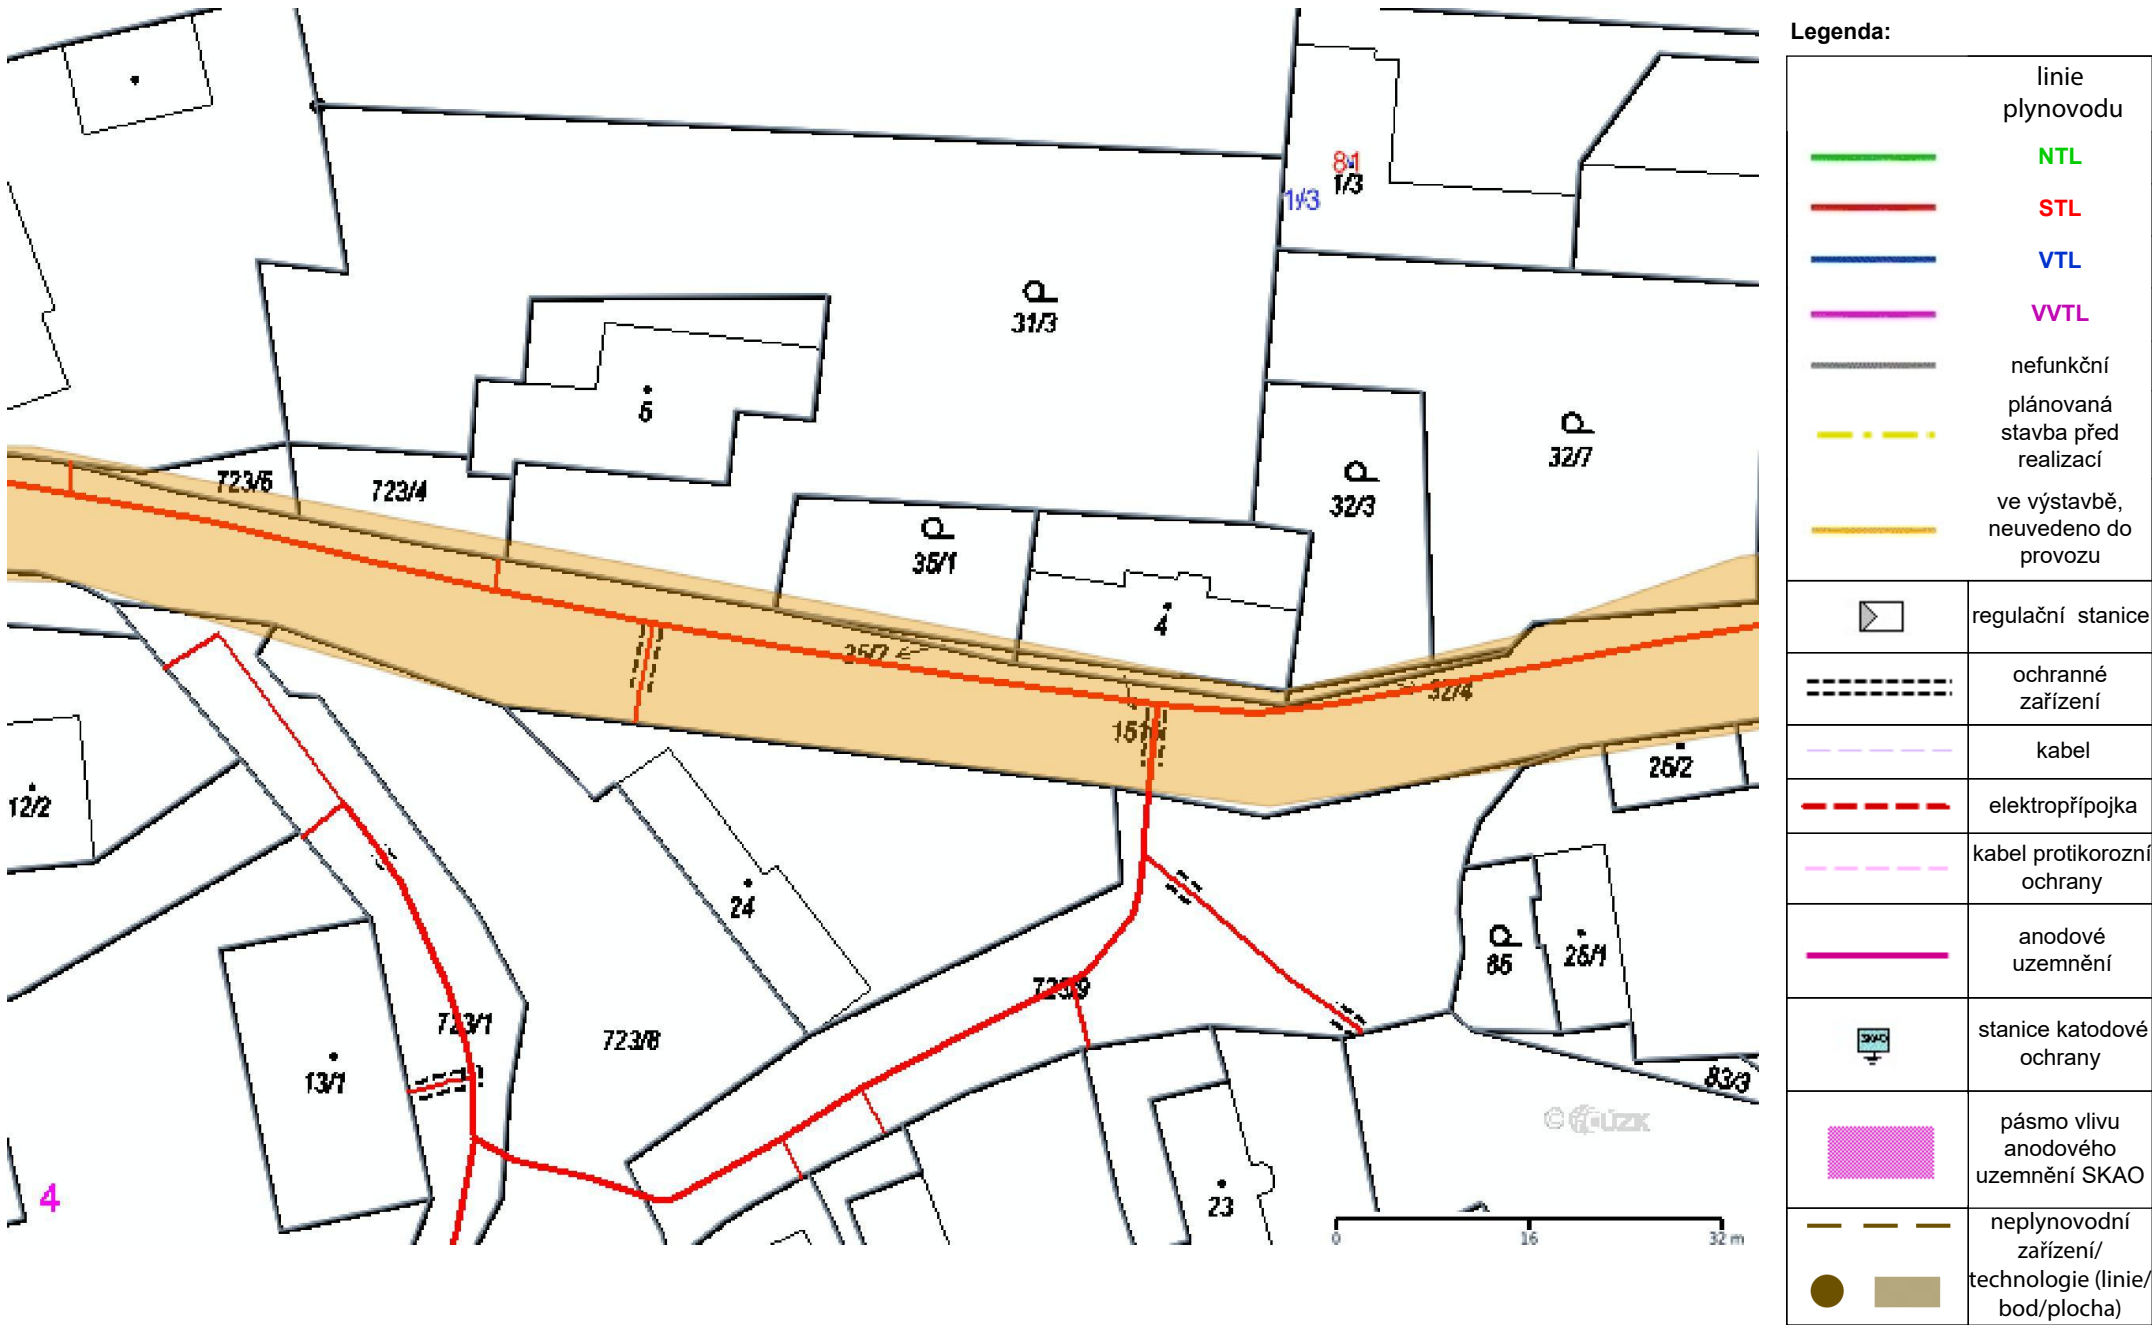 8
1/3
1/3
31/3
5
32/7
32/3
723/5
723/4
35/1
4
35/7
32/4
151
26/2
12/2
24
85
25/1
723/9
723/1
723/8
13/1
83/3
4
23
0 16 32 m
Legenda:
linie
plynovodu
NTL
STL
VTL
VVTL
nefunkční
plánovaná
stavba před
realizací
ve výstavbě,
neuvedeno do
provozu
regulační stanice
ochranné
zařízení
kabel
elektropřípojka
kabel protikorozní
ochrany
anodové
uzemnění
SKAO
stanice katodové
ochrany
pásmo vlivu
anodového
uzemnění SKAO
neplynovodní
zařízení/
technologie (linie/
bod/plocha)